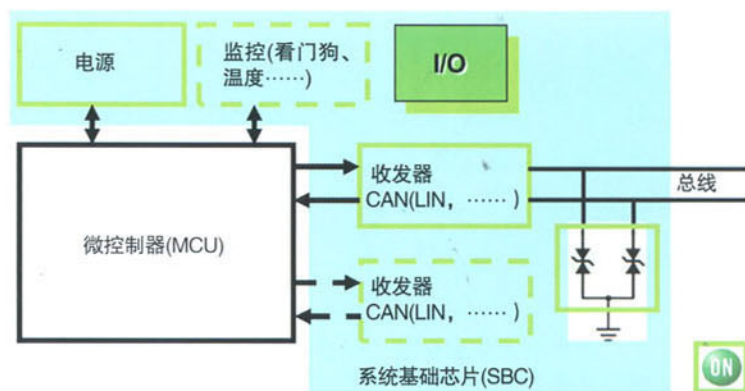 电源
监控(看门狗、
温度……)
I/O
收发器
CAN(LIN，……)
总线
微控制器(MCU)
收发器
CAN(LIN，……)
系统基础芯片(SBC)
ON